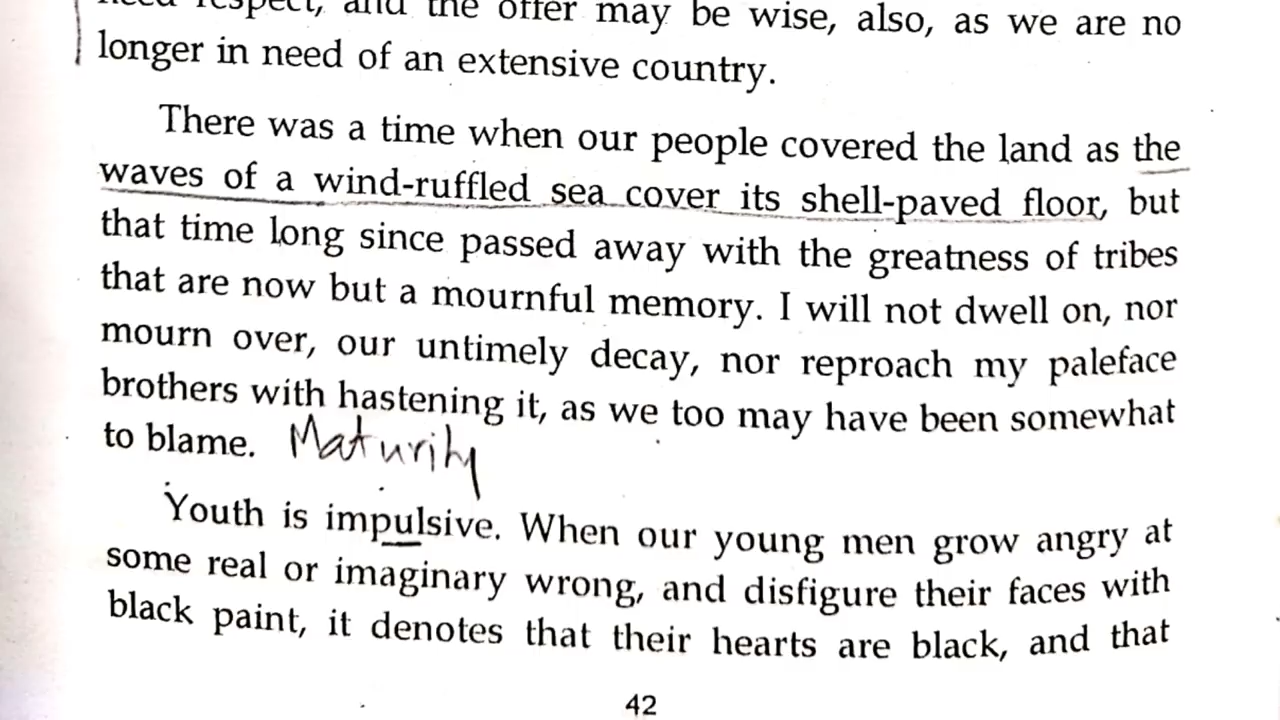 need respect, and the offer may be wise, also, as we are no
longer in need of an extensive country.
There was a time when our people covered the land as the
waves of a wind-ruffled sea cover its shell-paved floor, but
that time long since passed away with the greatness of tribes
that are now but a mournful memory. I will not dwell on, nor
mourn over, our untimely decay, nor reproach my paleface
brothers with hastening it, as we too may have been somewhat
to blame. Maturity
Youth is impulsive. When our young men grow angry at
some real or imaginary wrong, and disfigure their faces with
black paint, it denotes that their hearts are black, and that
42